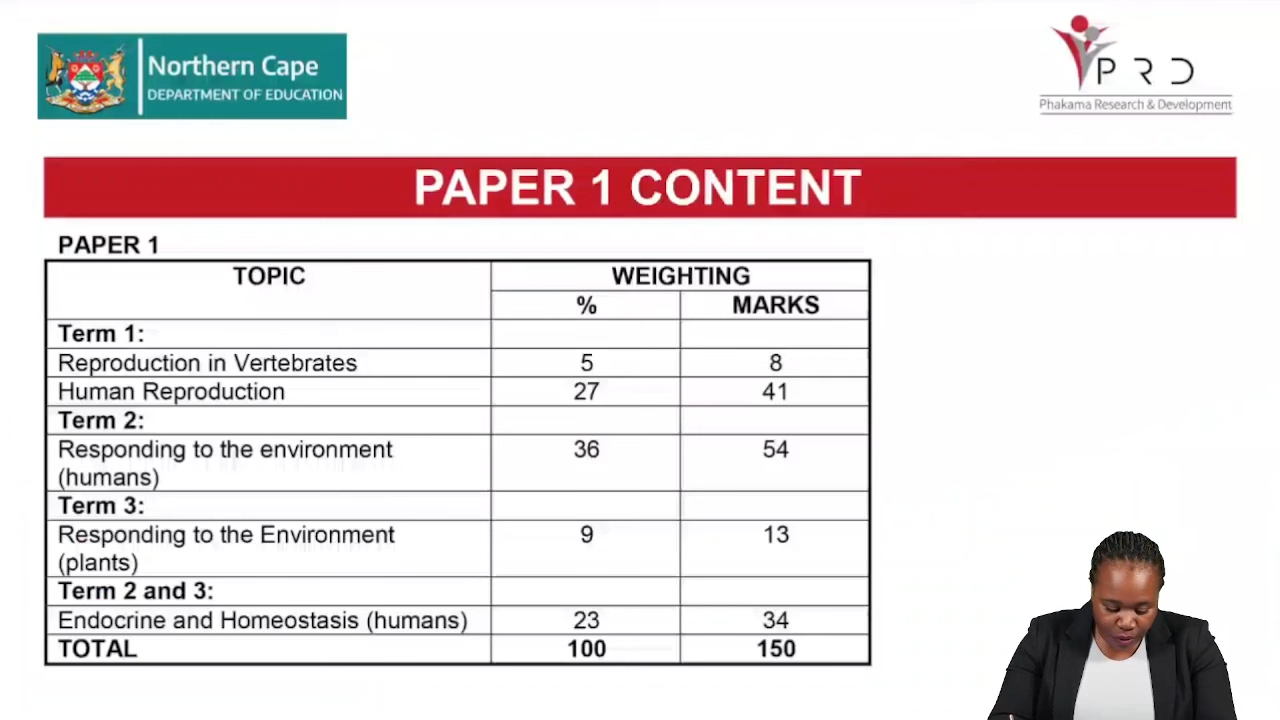 Northern Cape
DEPARTMENT OF EDUCATION
PRD
Phakama Research & Development
PAPER 1 CONTENT
PAPER 1
TOPIC WEIGHTING
% MARKS
Term 1:
Reproduction in Vertebrates 5 8
Human Reproduction 27 41
Term 2:
Responding to the environment 36 54
(humans)
Term 3:
Responding to the Environment 9 13
(plants)
Term 2 and 3:
Endocrine and Homeostasis (humans) 23 34
TOTAL 100 150